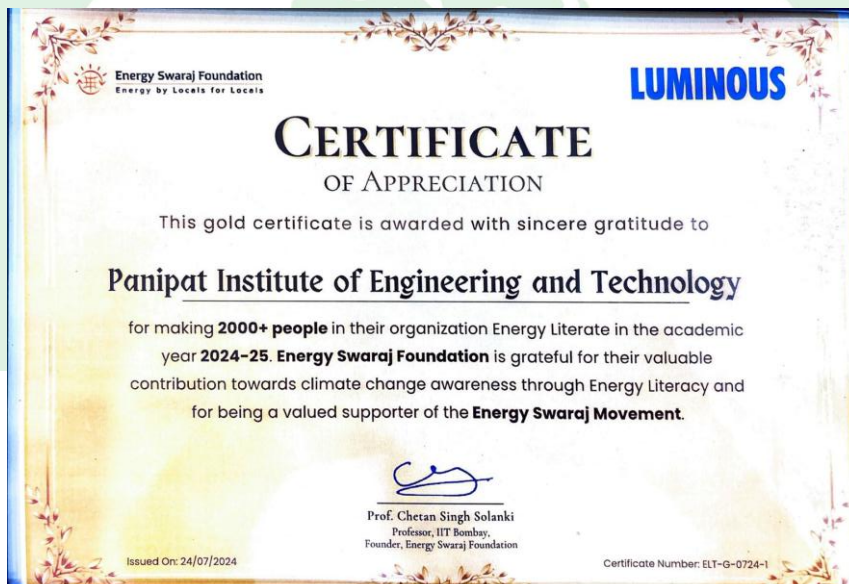 Energy Swaraj Foundation
Energy by Locals for Locals
LUMINOUS
CERTIFICATE
OF APPRECIATION
This gold certificate is awarded with sincere gratitude to
Panipat Institute of Engineering and Technology
for making 2000+ people in their organization Energy Literate in the academic
year 2024-25. Energy Swaraj Foundation is grateful for their valuable
contribution towards climate change awareness through Energy Literacy and
for being a valued supporter of the Energy Swaraj Movement.
Prof. Chetan Singh Solanki
Professor, IIT Bombay,
Founder, Energy Swaraj Foundation
Issued On: 24/07/2024
Certificate Number: ELT-G-0724-1